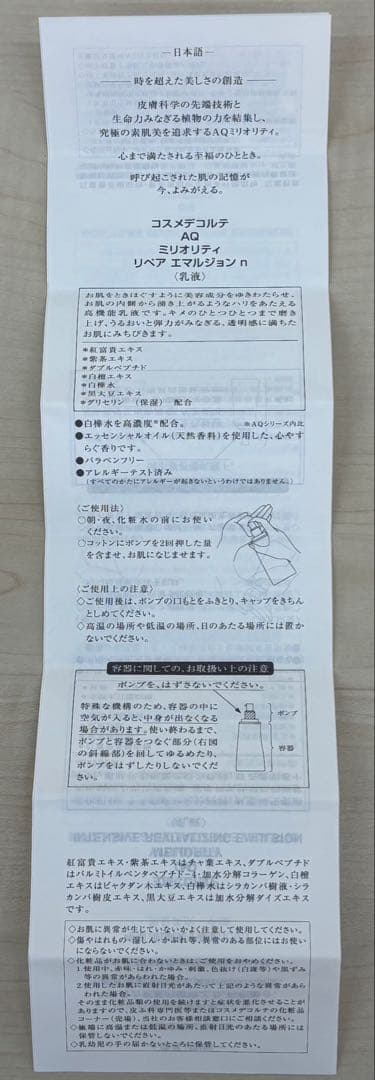 ―日本語―
時を超えた美しさの創造
皮膚科学の先端技術と
生命力みなぎる植物の力を結集し、
究極の素肌美を追求するAQミリオリティ。
心まで満たされる至福のひととき。
呼び起こされた肌の記憶が
今、よみがえる。
コスメデコルテ
AQ
ミリオリティ
リペア エマルジョン n
〈乳液〉
お肌をときほぐすように美容成分をゆきわたらせ、
お肌の内側から湧き上がるようなハリをあたえる
高機能乳液です。キメのひとつひとつまで磨き
上げ、うるおいと弾力がみなぎる、透明感に満ちた
お肌にみちびきます。
*紅富貴エキス
*紫茶エキス
*ダブルペプチド
*白檀エキス
*白樺水
*黒大豆エキス
*グリセリン (保湿) 配合
●白樺水を高濃度※配合。 ※AQシリーズ内比
●エッセンシャルオイル(天然香料)を使用した、心やす
らぐ香りです。
●パラベンフリー
●アレルギーテスト済み
(すべてのかたにアレルギーが起きないというわけではありません。)
〈ご使用法〉
◇朝・夜、化粧水の前にお使い
ください。
◇コットンにポンプを2回押した量
を含ませ、お肌になじませます。
〈ご使用上の注意〉
◇ご使用後は、ポンプの口もとをふきとり、キャップをきちん
としめてください。
◇高温の場所や低温の場所、日のあたる場所には置か
ないでください。
容器に関しての、お取扱い上の注意
ポンプを、はずさないでください。
特殊な機構のため、容器の中に
空気が入ると、中身が出なくなる
場合があります。使い終わるまで、
ポンプと容器をつなぐ部分(右図
の斜線部)を回してゆるめたり、
ポンプをはずしたりしないでくだ
さい。
ポンプ
容器
紅富貴エキス・紫茶エキスはチャ葉エキス、ダブルペプチド
はパルミトイルペンタペプチド-4・加水分解コラーゲン、白檀
エキスはビャクダン木エキス、白樺水はシラカンバ樹液・シラ
カンバ樹皮エキス、黒大豆エキスは加水分解ダイズエキス
です。
◇お肌に異常が生じていないかよく注意して使用してください。
◇傷やはれもの・湿しん・かぶれ等、異常のある部位にはお使い
にならないでください。
◇化粧品がお肌に合わないときは、ご使用をおやめください。
1.使用中、赤味・はれ・かゆみ・刺激、色抜け(白斑等)や黒ずみ
等の異常があらわれた場合。
2.使用したお肌に直射日光があたって上記のような異常があら
われた場合。
そのまま化粧品類の使用を続けますと症状を悪化させることが
ありますので、皮ふ科専門医等またはコスメデコルテの化粧品
コーナー(売場)、当社のお客様相談窓口にご相談ください。
◇極端に高温または低温の場所、直射日光のあたる場所には
保管しないでください。
◇乳幼児の手の届かないところに保管してください。